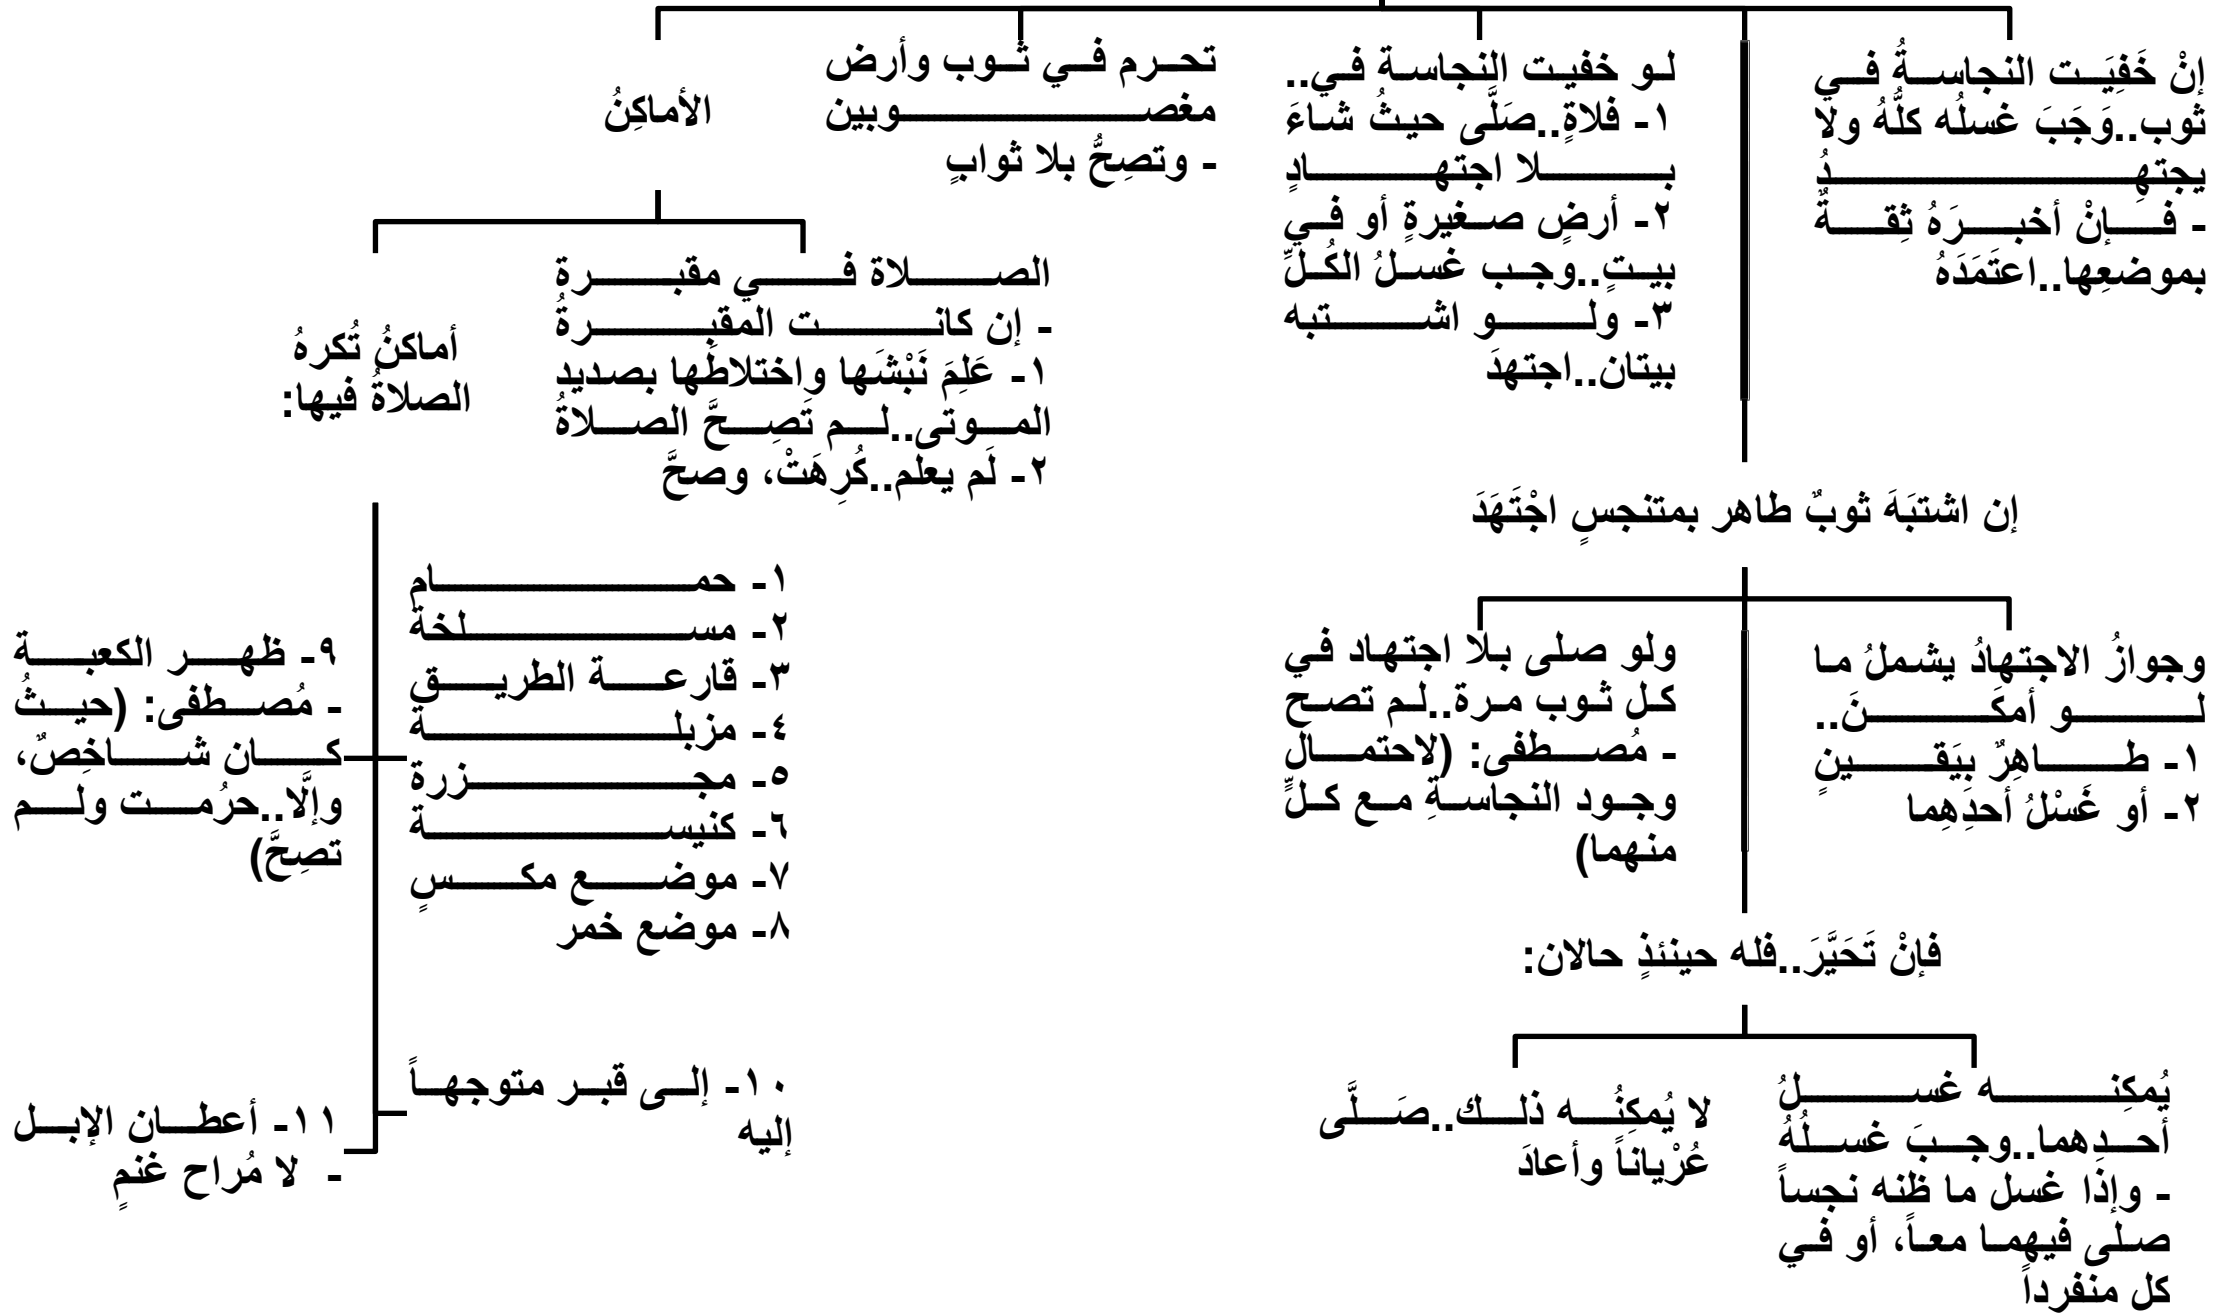 إنْ خَفِيَت النجاسةُ في
ثوب..وَجَبَ غسلُه كلُّهُ ولا
يجتهِدُ
- فإنْ أخبرَهُ ثِقةٌ
بموضعِها..اعتَمَدَهُ
لو خفيت النجاسة في..
١- فلاةٍ..صَلَّى حيثُ شاءَ
بلا اجتهادٍ
٢- أرضٍ صغيرةٍ أو في
بيتٍ..وجب غسلُ الكُلِّ
٣- ولو اشتبه
بيتان..اجتهدَ
تحرم في ثوب وأرض
مغصوبين
- وتصِحُّ بلا ثوابٍ
الأماكِنُ
الصلاة في مقبرة
- إن كانت المقبرةُ
١- عَلِمَ نَبْشَها واختلاطَها بصديد
الموتى..لم تَصِحَّ الصلاةُ
٢- لَم يعلم..كُرِهَتْ، وصحَّ
أماكنُ تُكرهُ
الصلاةُ فيها:
١- حمام
٢- مسلخة
٣- قارعة الطريق
٤- مزبلة
٥- مجزرة
٦- كنيسة
٧- موضع مكسٍ
٨- موضع خمر
٩- ظهر الكعبة
- مُصطفى: (حيثُ
كان شاخِصٌ،
وإلَّا..حرُمت ولم
تصِحَّ)
١٠- إلى قبر متوجهاً
إليه
١١- أعطان الإبل
- لا مُراح غنمٍ
إن اشتبَهَ ثوبٌ طاهر بمتنجسٍ اجْتَهَدَ
وجوازُ الاجتهادُ يشملُ ما
لو أمكَنَ..
١- طاهِرٌ بِيَقينٍ
٢- أو غَسْلُ أحدِهِما
ولو صلى بلا اجتهاد في
كل ثوب مرة..لم تصح
- مُصطفى: (لاحتمال
وجود النجاسةِ مع كلٍّ
منهما)
فإنْ تَحَيَّرَ..فله حينئذٍ حالان:
يُمكِنه غسلُ
أحدِهما..وجبَ غسلُهُ
- وإذا غسل ما ظنه نجساً
صلى فيهما معاً، أو في
كل منفرداً
لا يُمكِنُه ذلك..صَلَّى
عُرْياناً وأعادَ